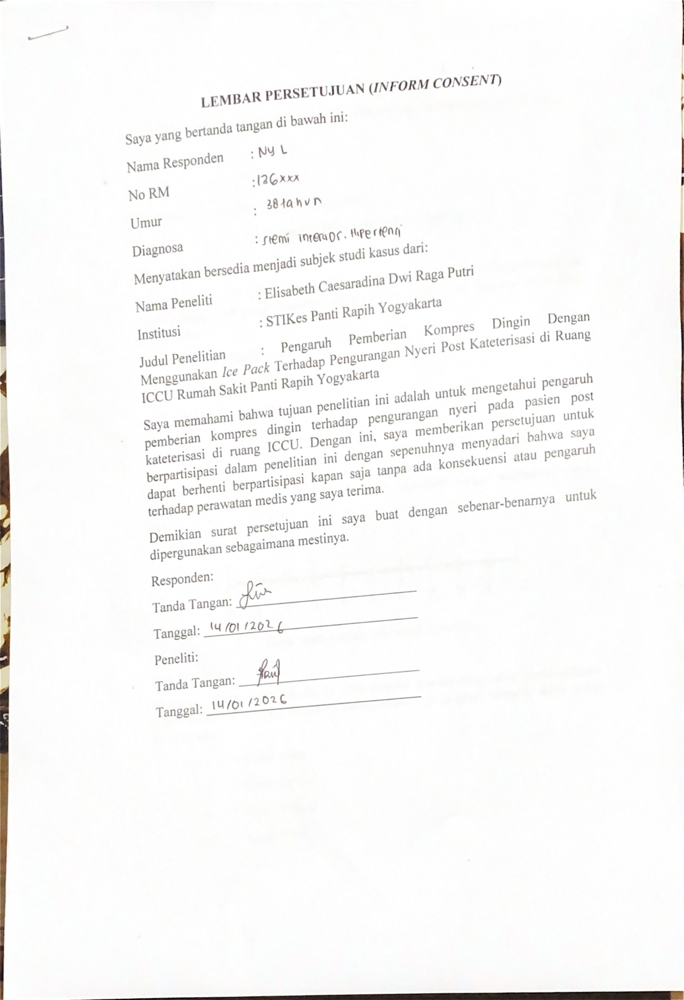 LEMBAR PERSETUJUAN (INFORM CONSENT)
Saya yang bertanda tangan di bawah ini:
Nama Responden : Ny L
No RM : 136xxx
Umur : 38 tahun
Diagnosa : Stemi inferior. Hipertensi
Menyatakan bersedia menjadi subjek studi kasus dari:
Nama Peneliti : Elisabeth Caesaradina Dwi Raga Putri
Institusi : STIKes Panti Rapih Yogyakarta
Judul Penelitian : Pengaruh Pemberian Kompres Dingin Dengan
Menggunakan Ice Pack Terhadap Pengurangan Nyeri Post Kateterisasi di Ruang
ICCU Rumah Sakit Panti Rapih Yogyakarta
Saya memahami bahwa tujuan penelitian ini adalah untuk mengetahui pengaruh
pemberian kompres dingin terhadap pengurangan nyeri pada pasien post
kateterisasi di ruang ICCU. Dengan ini, saya memberikan persetujuan untuk
berpartisipasi dalam penelitian ini dengan sepenuhnya menyadari bahwa saya
dapat berhenti berpartisipasi kapan saja tanpa ada konsekuensi atau pengaruh
terhadap perawatan medis yang saya terima.
Demikian surat persetujuan ini saya buat dengan sebenar-benarnya untuk
dipergunakan sebagaimana mestinya.
Responden:
Tanda Tangan:
Tanggal: 14/01/2026
Peneliti:
Tanda Tangan:
Tanggal: 14/01/2026